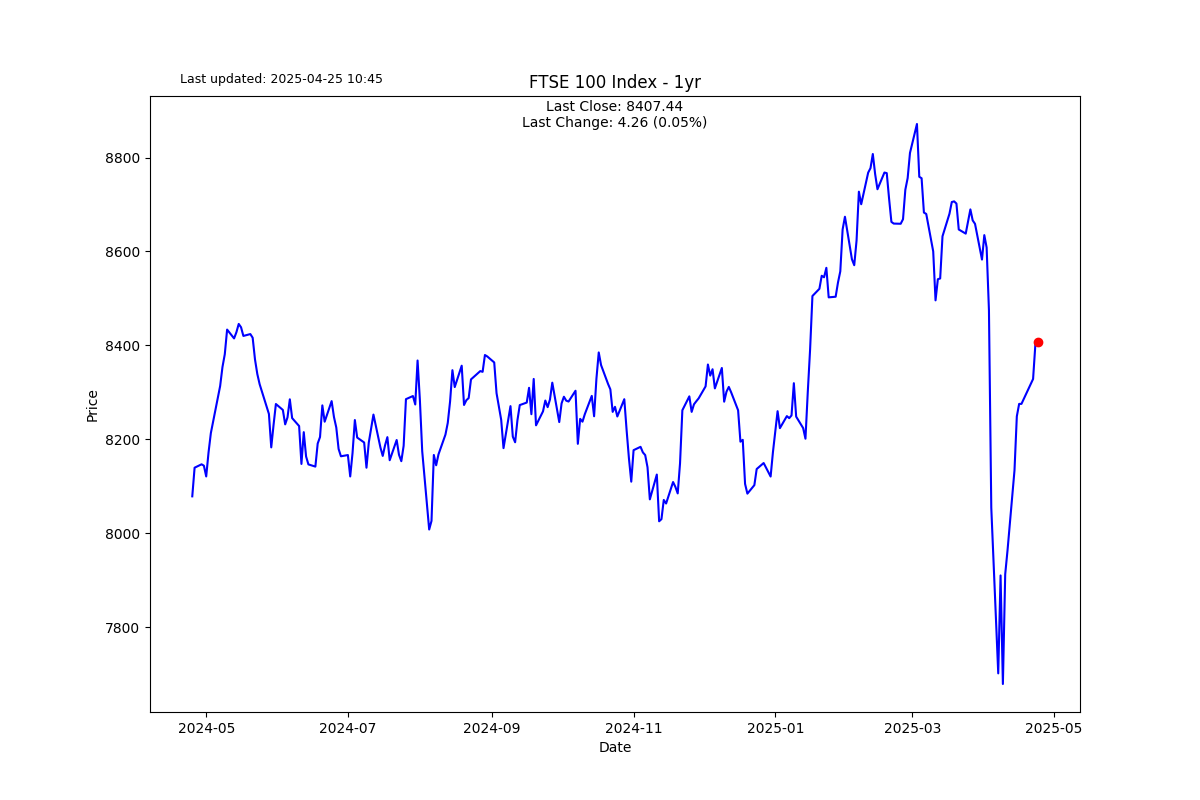 Last updated: 2025-04-25 10:45
FTSE 100 Index - 1yr
Last Close: 8407.44
Last Change: 4.26 (0.05%)
Price
8800
8600
8400
8200
8000
7800
2024-05
2024-07
2024-09
2024-11
2025-01
2025-03
2025-05
Date